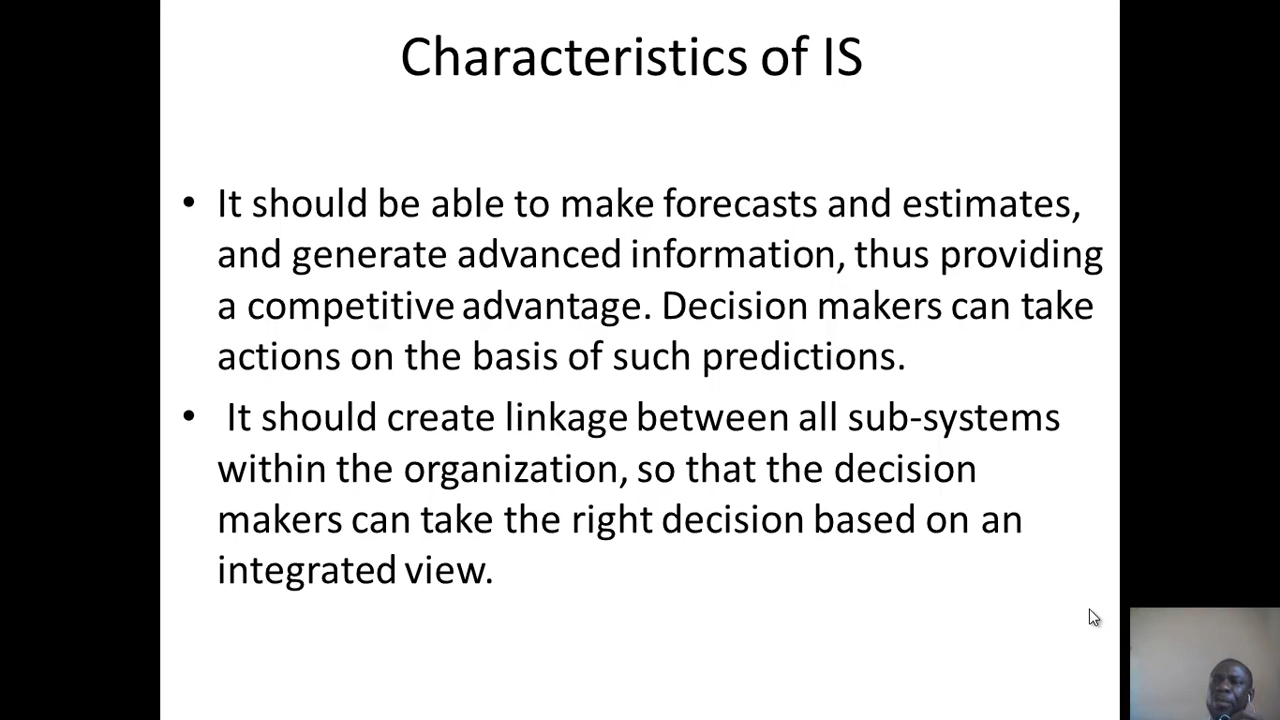 Characteristics of IS
• It should be able to make forecasts and estimates,
and generate advanced information, thus providing
a competitive advantage. Decision makers can take
actions on the basis of such predictions.
• It should create linkage between all sub-systems
within the organization, so that the decision
makers can take the right decision based on an
integrated view.